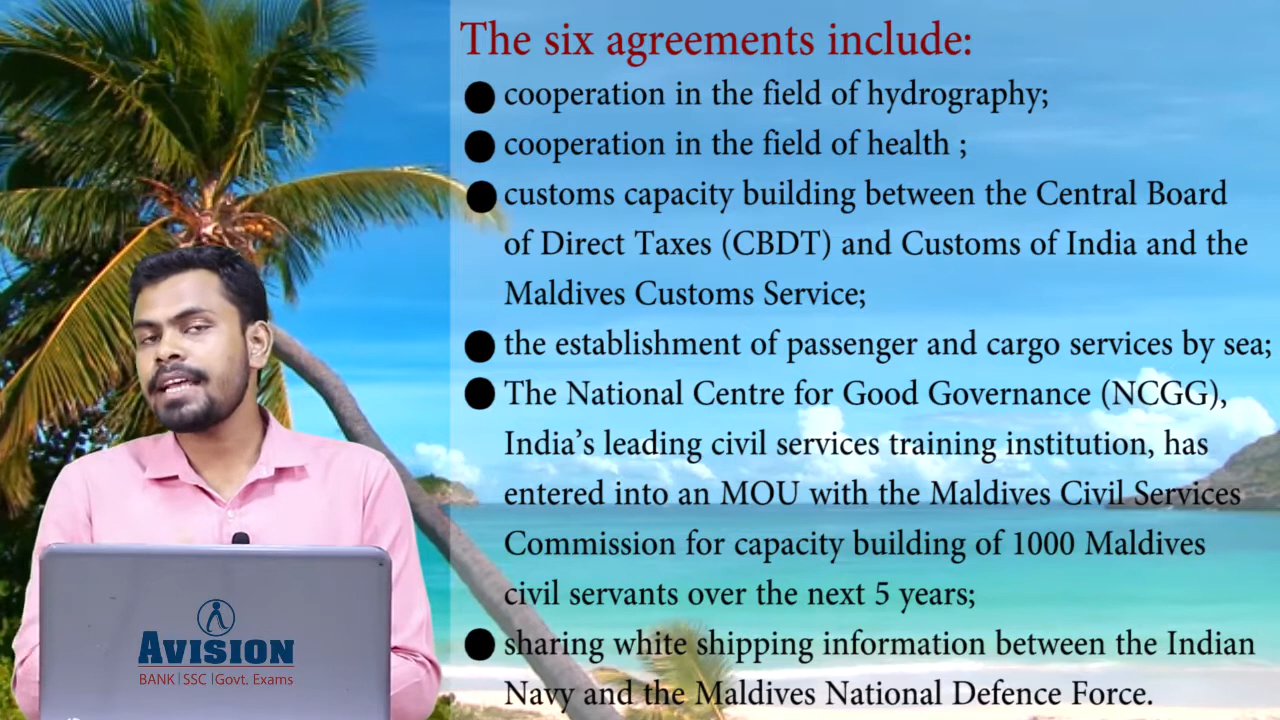 The six agreements include:
● cooperation in the field of hydrography;
● cooperation in the field of health ;
● customs capacity building between the Central Board
of Direct Taxes (CBDT) and Customs of India and the
Maldives Customs Service;
● the establishment of passenger and cargo services by sea;
● The National Centre for Good Governance (NCGG),
India’s leading civil services training institution, has
entered into an MOU with the Maldives Civil Services
Commission for capacity building of 1000 Maldives
civil servants over the next 5 years;
● sharing white shipping information between the Indian
Navy and the Maldives National Defence Force.
AVISION
BANK | SSC | Govt. Exams